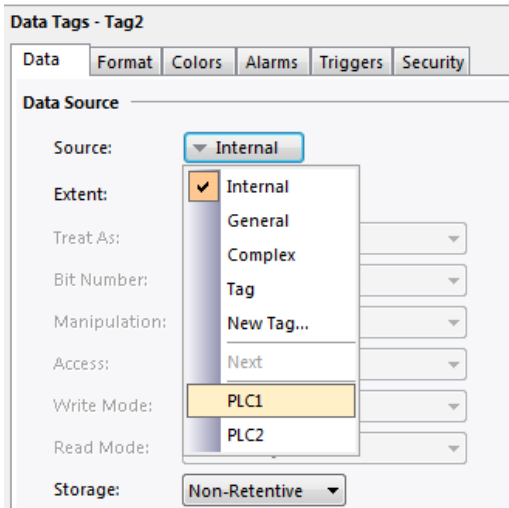 Data Tags - Tag2
Data Format Colors Alarms Triggers Security
Data Source
Source: Internal
Internal
Extent:
General
Treat As:
Complex
Bit Number:
Tag
Manipulation:
New Tag...
Access:
Next
Write Mode:
PLC1
Read Mode:
PLC2
Storage: Non-Retentive